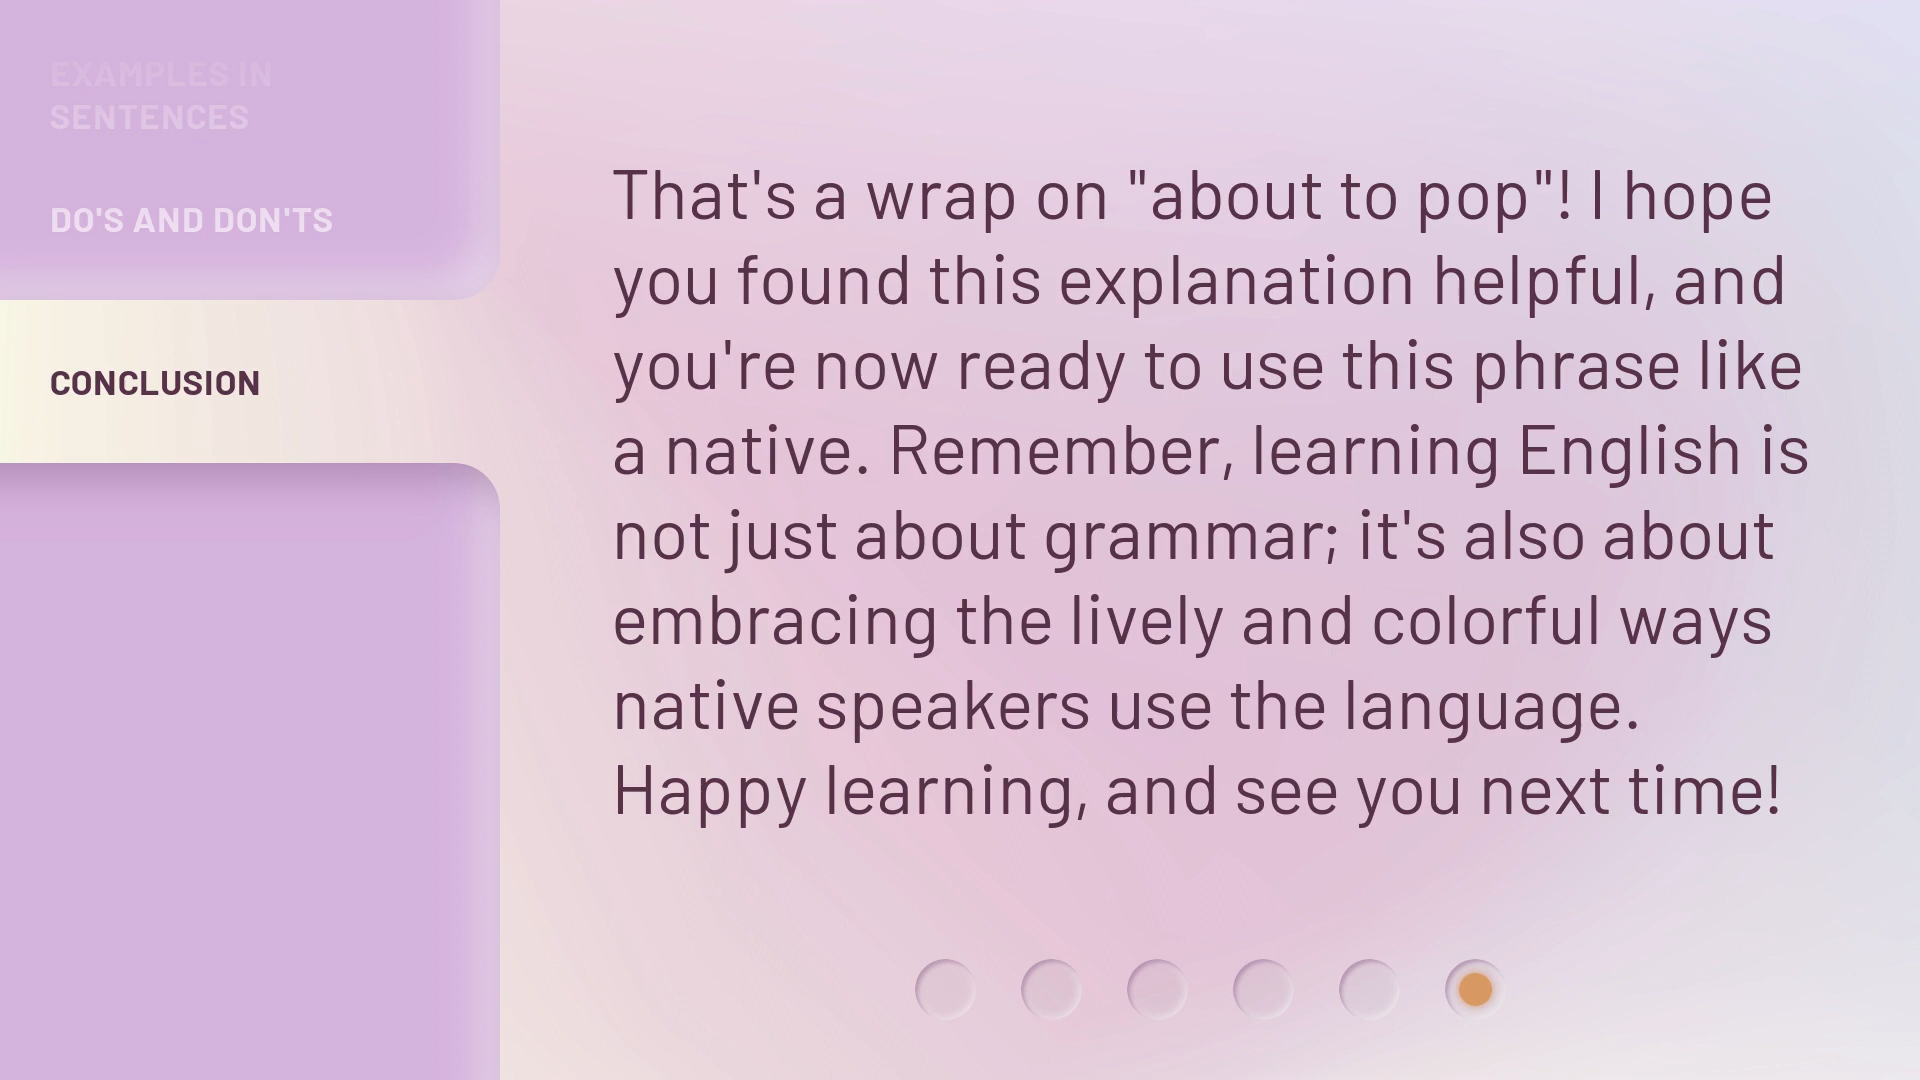 EXAMPLES IN
SENTENCES
DO'S AND DON'TS
CONCLUSION
That's a wrap on "about to pop"! I hope
you found this explanation helpful, and
you're now ready to use this phrase like
a native. Remember, learning English is
not just about grammar; it's also about
embracing the lively and colorful ways
native speakers use the language.
Happy learning, and see you next time!